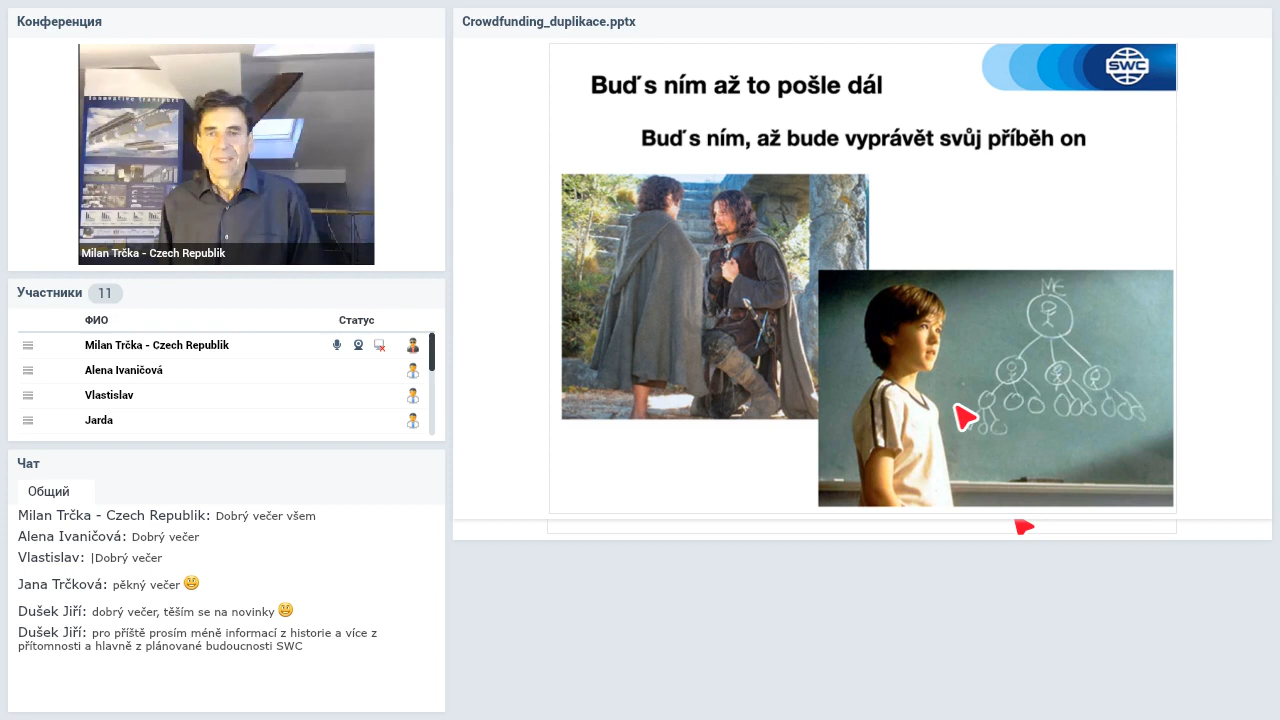 Конференция
Innovative transport
Milan Trčka - Czech Republik
Участники 11
ФИО Статус
Milan Trčka - Czech Republik
Alena Ivaničová
Vlastislav
Jarda
Чат
Общий
Milan Trčka - Czech Republik: Dobrý večer všem
Alena Ivaničová: Dobrý večer
Vlastislav: |Dobrý večer
Jana Trčková: pěkný večer
Dušek Jiří: dobrý večer, těším se na novinky
Dušek Jiří: pro příště prosím méně informací z historie a více z
přítomnosti a hlavně z plánované budoucnosti SWC
Crowdfunding_duplikace.pptx
SWC
Buď s ním až to pošle dál
Buď s ním, až bude vyprávět svůj příběh on
ME